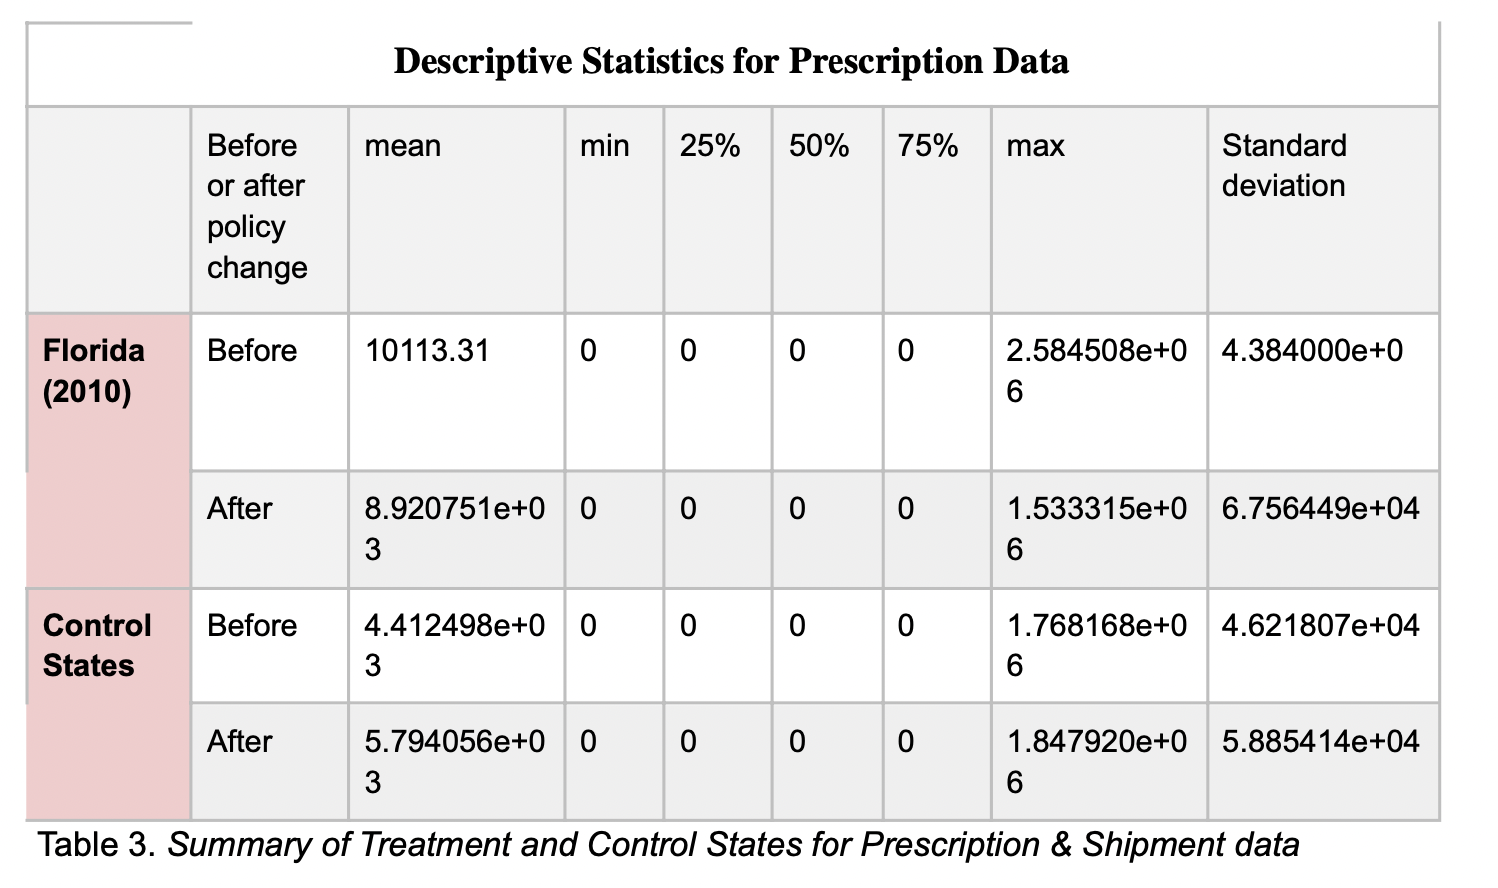 Descriptive Statistics for Prescription Data
Before or after policy change mean min 25% 50% 75% max Standard deviation
Florida (2010) Before 10113.31 0 0 0 0 2.584508e+06 4.384000e+0
After 8.920751e+03 0 0 0 0 1.533315e+06 6.756449e+04
Control States Before 4.412498e+03 0 0 0 0 1.768168e+06 4.621807e+04
After 5.794056e+03 0 0 0 0 1.847920e+06 5.885414e+04
Table 3. Summary of Treatment and Control States for Prescription & Shipment data